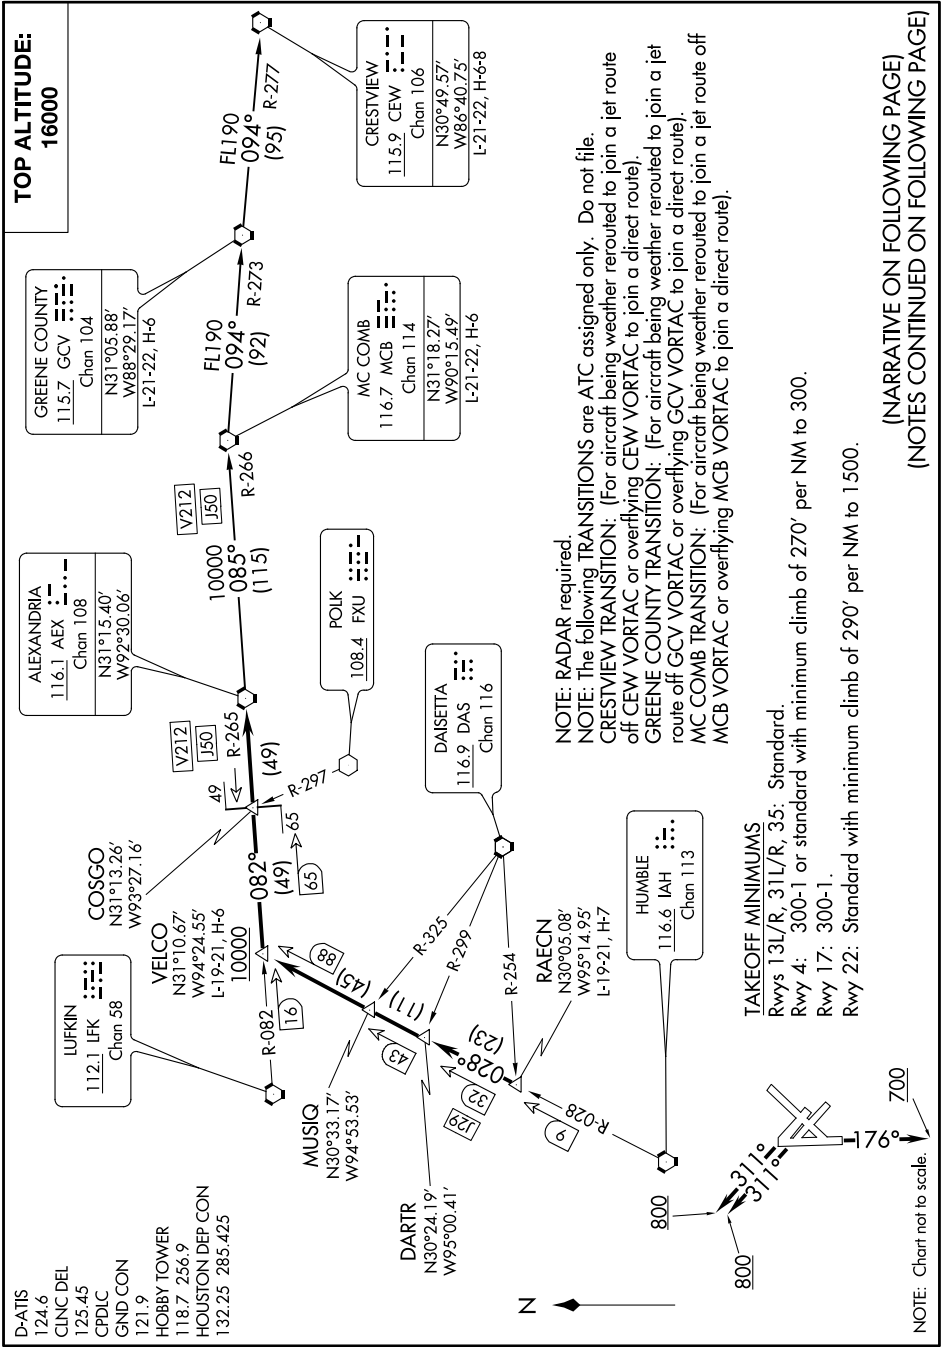 TOP ALTITUDE:
16000
D-ATIS
124.6
CLNC DEL
125.45
CPDLC
GND CON
121.9
HOBBY TOWER
118.7 256.9
HOUSTON DEP CON
132.25 285.425
LUFKIN
112.1 LFK
Chan 58
R-082
16
VELCO
N31°10.67'
W94°24.55'
L-19-21, H-6
10000
COSGO
N31°13.26'
W93°27.16'
082°
(49)
65
65
49
R-265
(49)
V212
J50
R-297
POLK
108.4 FXU
ALEXANDRIA
116.1 AEX
Chan 108
N31°15.40'
W92°30.06'
10000
085°
(115)
V212
J50
R-266
MC COMB
116.7 MCB
Chan 114
N31°18.27'
W90°15.49'
L-21-22, H-6
FL190
094°
(92)
R-273
GREENE COUNTY
115.7 GCV
Chan 104
N31°05.88'
W88°29.17'
L-21-22, H-6
FL190
094°
(95)
R-277
CRESTVIEW
115.9 CEW
Chan 106
N30°49.57'
W86°40.75'
L-21-22, H-6-8
MUSIQ
N30°33.17'
W94°53.53'
88
(45)
R-325
DARTR
N30°24.19'
W95°00.41'
43
(11)
R-299
DAISETTA
116.9 DAS
Chan 116
R-254
028°
(23)
32
J29
RAECN
N30°05.08'
W95°14.95'
L-19-21, H-7
9
R-028
HUMBLE
116.6 IAH
Chan 113
N
800
800
311°
311°
176°
700
NOTE: Chart not to scale.
NOTE: RADAR required.
NOTE: The following TRANSITIONS are ATC assigned only. Do not file.
CRESTVIEW TRANSITION: (For aircraft being weather rerouted to join a jet route
off CEW VORTAC or overflying CEW VORTAC to join a direct route).
GREENE COUNTY TRANSITION: (For aircraft being weather rerouted to join a jet
route off GCV VORTAC or overflying GCV VORTAC to join a direct route).
MC COMB TRANSITION: (For aircraft being weather rerouted to join a jet route off
MCB VORTAC or overflying MCB VORTAC to join a direct route).
TAKEOFF MINIMUMS
Rwys 13L/R, 31L/R, 35: Standard.
Rwy 4: 300-1 or standard with minimum climb of 270' per NM to 300.
Rwy 17: 300-1.
Rwy 22: Standard with minimum climb of 290' per NM to 1500.
(NARRATIVE ON FOLLOWING PAGE)
(NOTES CONTINUED ON FOLLOWING PAGE)